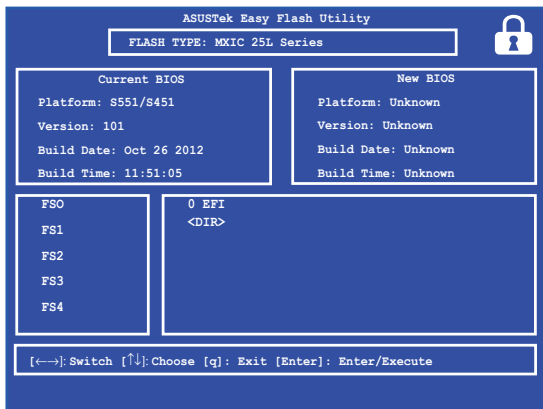 ASUSTek Easy Flash Utility
FLASH TYPE: MXIC 25L Series
Current BIOS
Platform: S551/S451
Version: 101
Build Date: Oct 26 2012
Build Time: 11:51:05
New BIOS
Platform: Unknown
Version: Unknown
Build Date: Unknown
Build Time: Unknown
FSO
FS1
FS2
FS3
FS4
0 EFI
<DIR>
[←→]: Switch [↑↓]: Choose [q]: Exit [Enter]: Enter/Execute